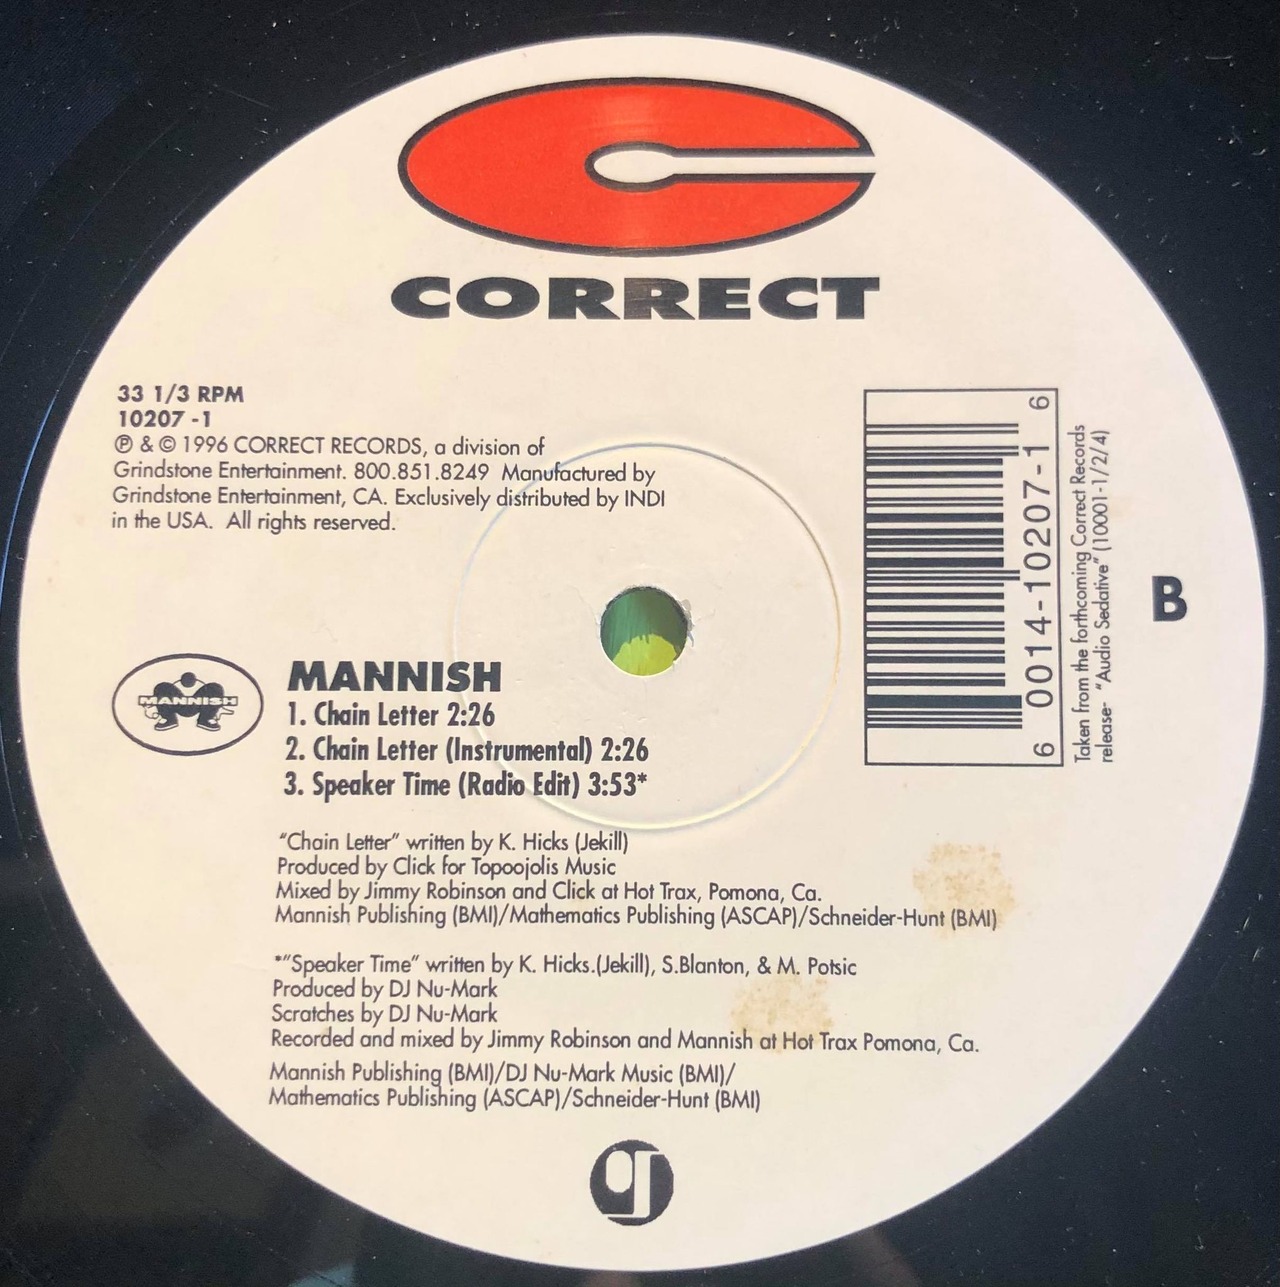 CORRECT
33 1/3 RPM
10207 -1
℗ & © 1996 CORRECT RECORDS, a division of
Grindstone Entertainment. 800.851.8249 Manufactured by
Grindstone Entertainment, CA. Exclusively distributed by INDI
in the USA. All rights reserved.
6 0014-10207-1 6
Taken from the forthcoming Correct Records
release- "Audio Sedative" (10001-1/2/4)
B
MANNISH
MANNISH
1. Chain Letter 2:26
2. Chain Letter (Instrumental) 2:26
3. Speaker Time (Radio Edit) 3:53*
"Chain Letter" written by K. Hicks (Jekill)
Produced by Click for Topoojolis Music
Mixed by Jimmy Robinson and Click at Hot Trax, Pomona, Ca.
Mannish Publishing (BMI)/Mathematics Publishing (ASCAP)/Schneider-Hunt (BMI)
*"Speaker Time" written by K. Hicks.(Jekill), S.Blanton, & M. Potsic
Produced by DJ Nu-Mark
Scratches by DJ Nu-Mark
Recorded and mixed by Jimmy Robinson and Mannish at Hot Trax Pomona, Ca.
Mannish Publishing (BMI)/DJ Nu-Mark Music (BMI)/
Mathematics Publishing (ASCAP)/Schneider-Hunt (BMI)